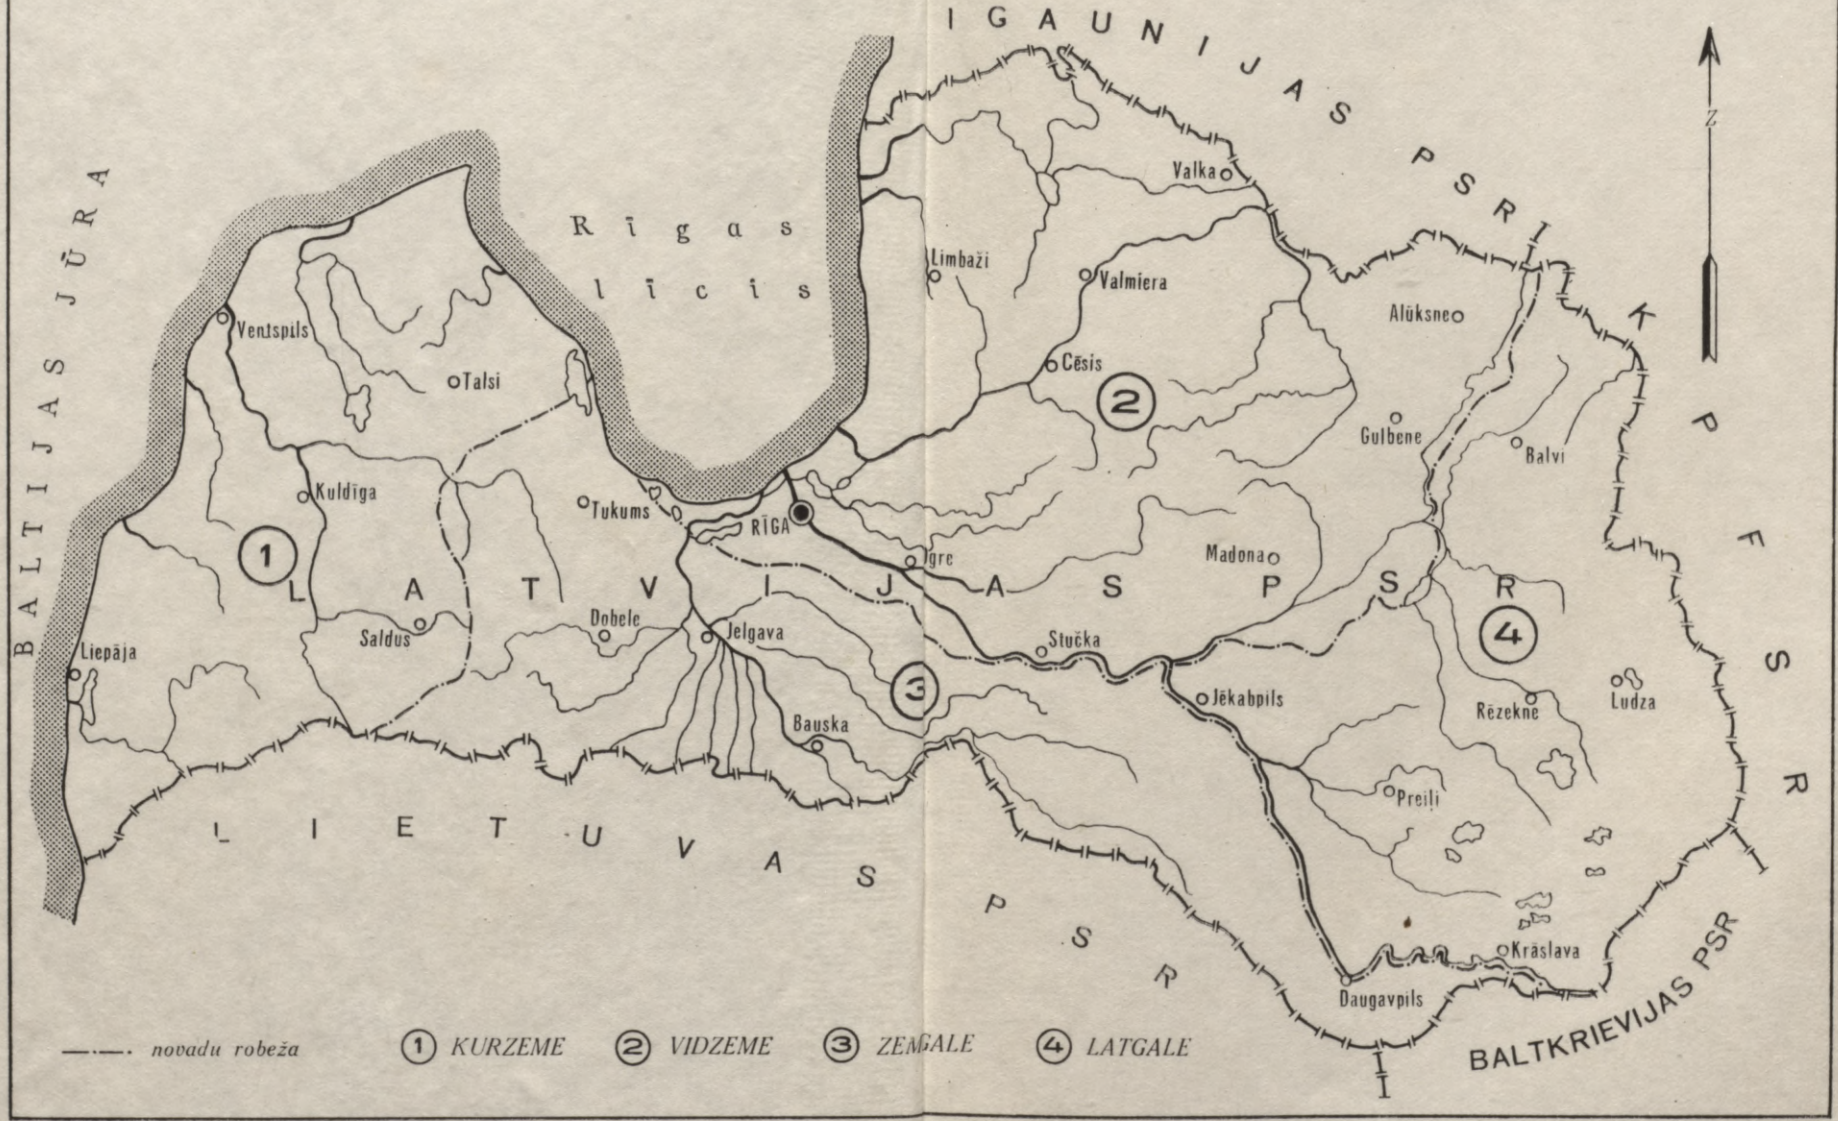 IGAUNIJAS PSR
Z
BALTIJAS JŪRA
Rīgas
līcis
Valka
Limbaži
Valmiera
Alūksne
Ventspils
Talsi
Cēsis
2
Gulbene
Balvi
K P F S R
Kuldīga
Tukums
RĪGA
1
Igre
Madona
LATVIJAS PSR
Saldus
Dobele
Jelgava
Stučka
4
Liepāja
3
Jēkabpils
Rēzekne
Ludza
Bauska
Preiļi
LIETUVAS PSR
Krāslava
Daugavpils
BALTKRIEVIJAS PSR
novadu robeža 1 KURZEME 2 VIDZEME 3 ZEMGALE 4 LATGALE